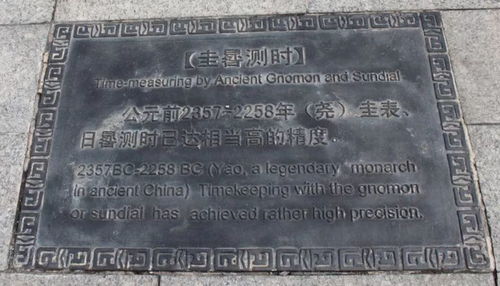 【圭晷测时】
Time-measuring by Ancient Gnomon and Sundial
公元前2357-2258年（尧）圭表、
日晷测时已达相当高的精度.
2357BC-2258 BC (Yao, a legendary monarch
in ancient China) Timekeeping with the gnomon
or sundial has achieved rather high precision.